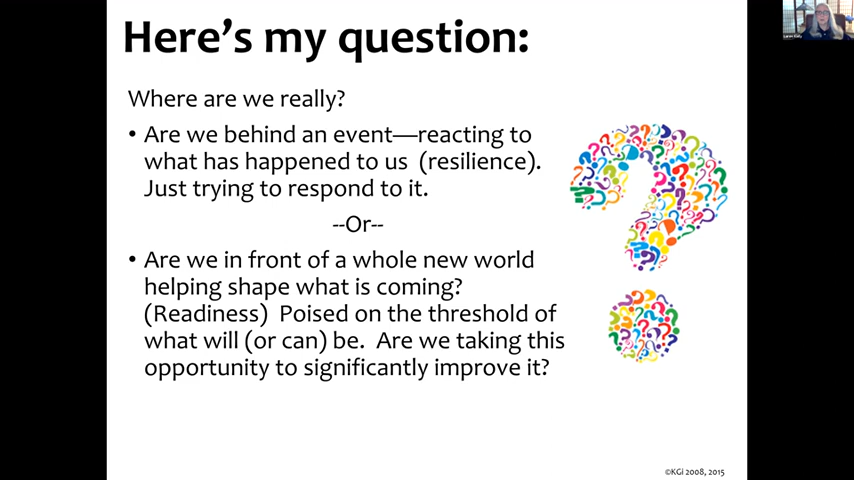 Here's my question:
Where are we really?
• Are we behind an event—reacting to
what has happened to us (resilience).
Just trying to respond to it.
--Or--
• Are we in front of a whole new world
helping shape what is coming?
(Readiness) Poised on the threshold of
what will (or can) be. Are we taking this
opportunity to significantly improve it?
©KGi 2008, 2015